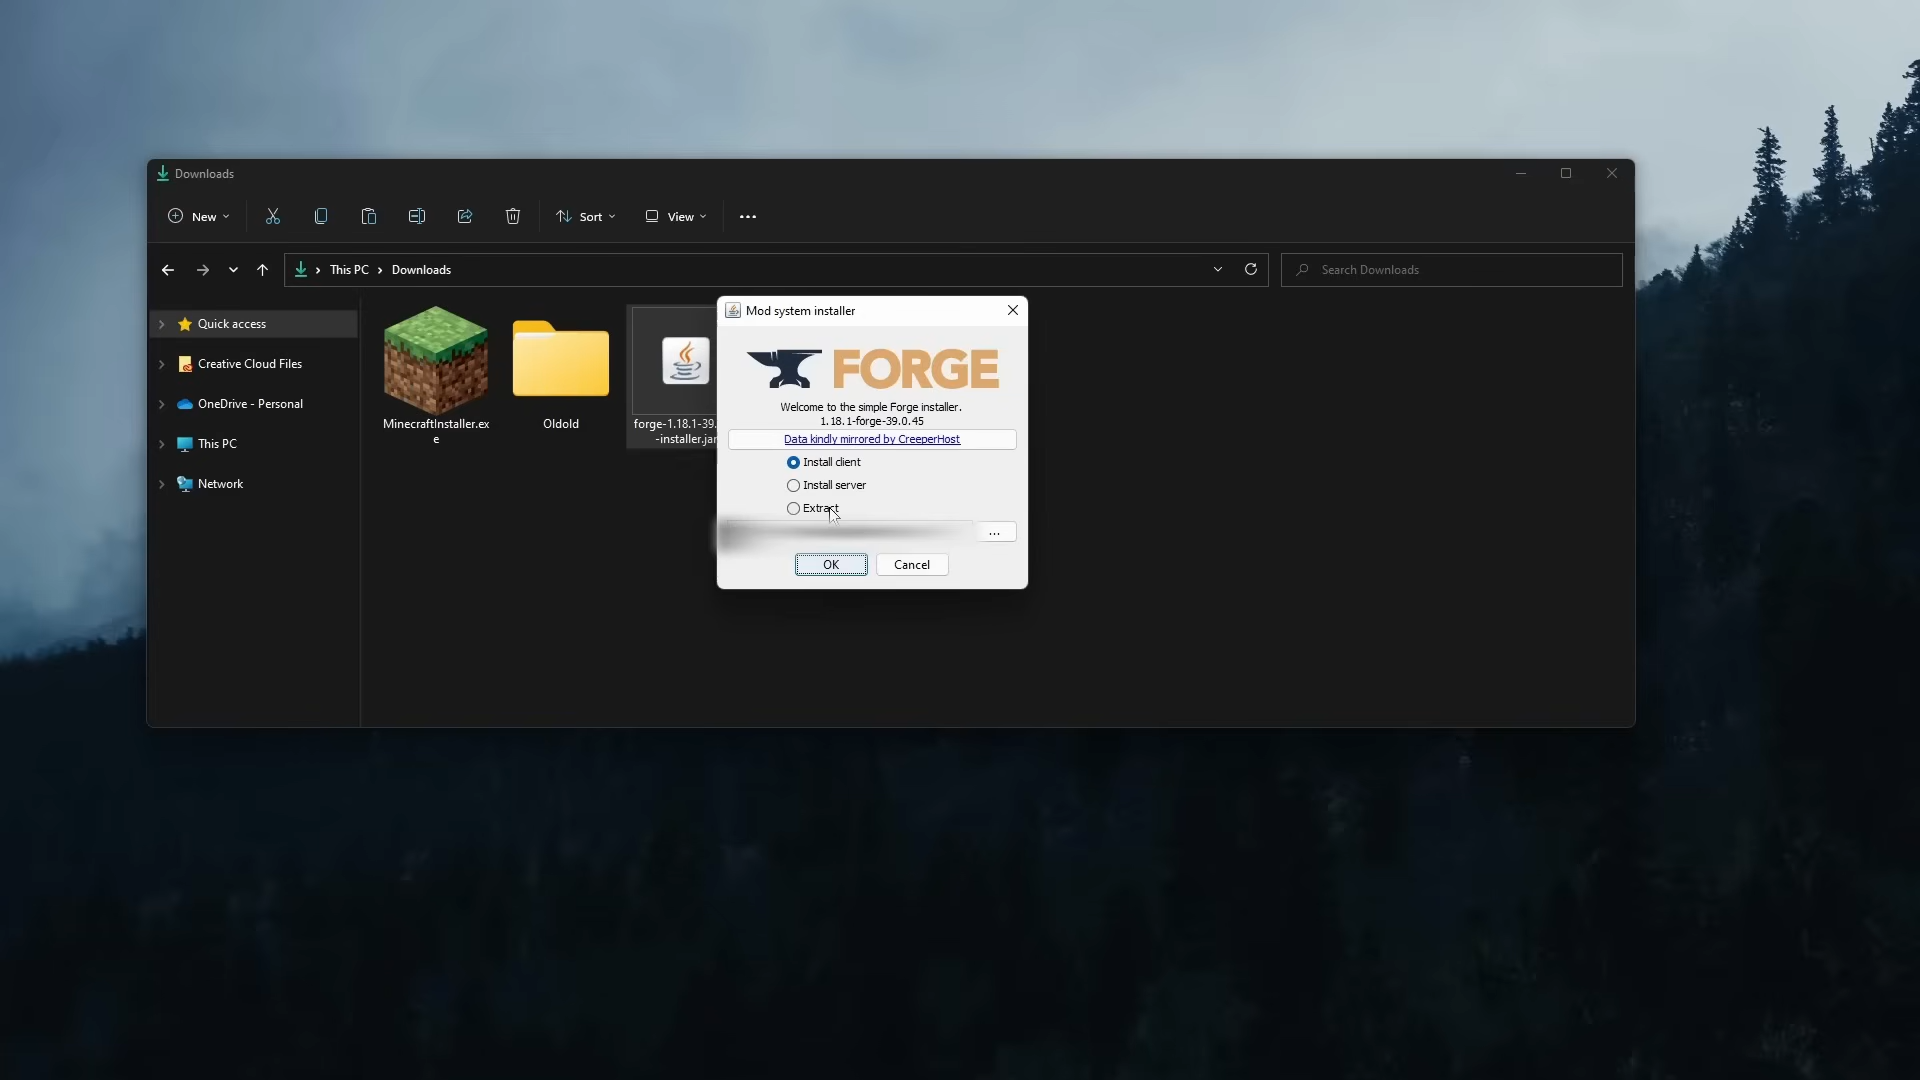 Downloads
New
Sort
View
This PC > Downloads
Search Downloads
Quick access
Creative Cloud Files
OneDrive - Personal
This PC
Network
MinecraftInstaller.ex
e
Oldold
forge-1.18.1-39.
-installer.jar
Mod system installer
FORGE
Welcome to the simple Forge installer.
1.18.1-forge-39.0.45
Data kindly mirrored by CreeperHost
Install client
Install server
Extract
...
OK
Cancel